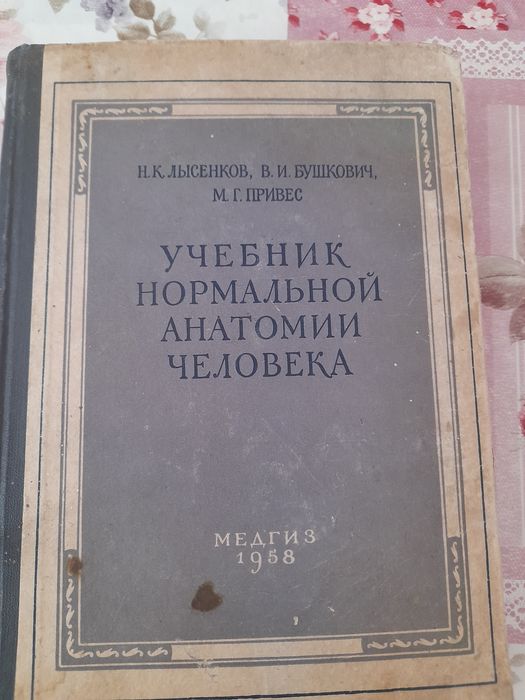 Н. К. ЛЫСЕНКОВ, В. И. БУШКОВИЧ,
М. Г. ПРИВЕС
УЧЕБНИК
НОРМАЛЬНОЙ
АНАТОМИИ
ЧЕЛОВЕКА
МЕДГИЗ
1958